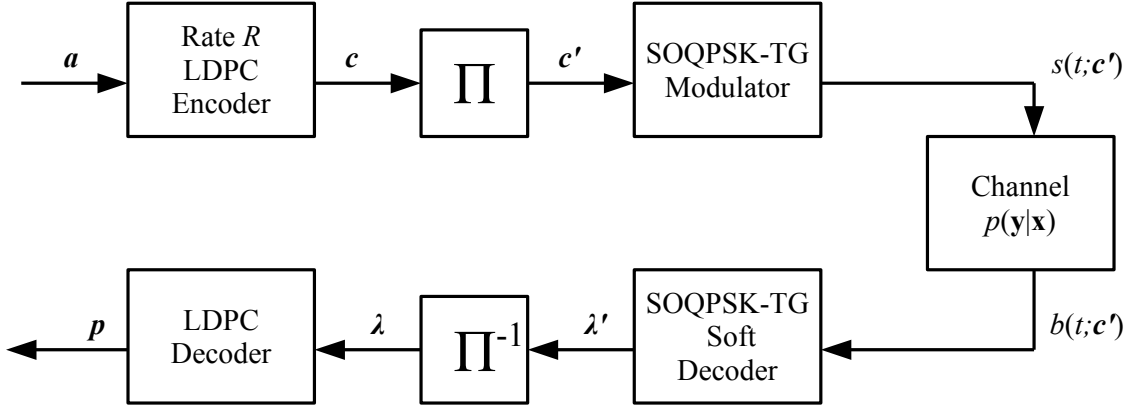 a
Rate R
LDPC
Encoder
c
Π
c'
SOQPSK-TG
Modulator
s(t;c')
Channel
p(y|x)
b(t;c')
SOQPSK-TG
Soft
Decoder
λ'
Π⁻¹
λ
LDPC
Decoder
p